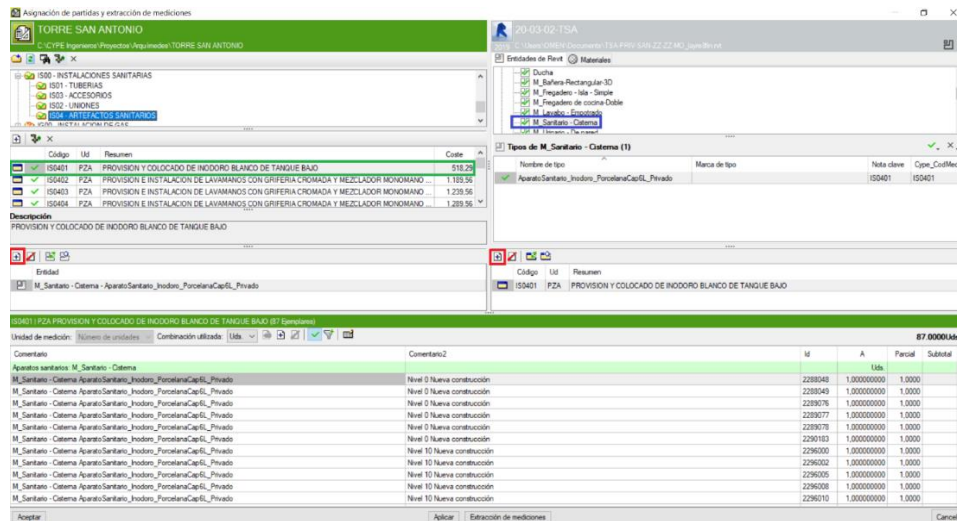 Asignación de partidas y extracción de mediciones
TORRE SAN ANTONIO
C:\CYPE Ingenieros\Proyectos\Arquimedes\TORRE SAN ANTONIO
IS00 - INSTALACIONES SANITARIAS
IS01 - TUBERIAS
IS03 - ACCESORIOS
IS02 - UNIONES
IS04 - ARTEFACTOS SANITARIOS
Código Ud Resumen Coste
IS0401 PZA PROVISION Y COLOCADO DE INODORO BLANCO DE TANQUE BAJO 518,29
IS0402 PZA PROVISION E INSTALACION DE LAVAMANOS CON GRIFERIA CROMADA Y MEZCLADOR MONOMANO ... 1.189,56
IS0403 PZA PROVISION E INSTALACION DE LAVAMANOS CON GRIFERIA CROMADA Y MEZCLADOR MONOMANO ... 1.239,56
IS0404 PZA PROVISION E INSTALACION DE LAVAMANOS CON GRIFERIA CROMADA Y MEZCLADOR MONOMANO ... 1.289,56
Descripción
PROVISION Y COLOCADO DE INODORO BLANCO DE TANQUE BAJO
Entidad
M_Sanitario - Cisterna - AparatoSanitario_Inodoro_PorcelanaCap6L_Privado
20-03-02-TSA
Entidades de Revit Materiales
Ducha
M_Bañera-Rectangular-3D
M_Fregadero - Isla - Simple
M_Fregadero de cocina-Doble
M_Lavabo - Empotrado
M_Sanitario - Cisterna
M_Urinario - De pared
Tipos de M_Sanitario - Cisterna (1)
Nombre de tipo Marca de tipo Nota clave Cype_CodMed
AparatoSanitario_Inodoro_PorcelanaCap6L_Privado IS0401 IS0401
Código Ud Resumen
IS0401 PZA PROVISION Y COLOCADO DE INODORO BLANCO DE TANQUE BAJO
IS0401 | PZA PROVISION Y COLOCADO DE INODORO BLANCO DE TANQUE BAJO (87 Ejemplares)
Unidad de medición: Número de unidades Combinación utilizada: Uds. 87.0000Uds
Comentario Comentario2 Id A Parcial Subtotal
Aparatos sanitarios: M_Sanitario - Cisterna Uds.
M_Sanitario - Cisterna AparatoSanitario_Inodoro_PorcelanaCap6L_Privado Nivel 0 Nueva construcción 2288048 1,000000000 1,0000
M_Sanitario - Cisterna AparatoSanitario_Inodoro_PorcelanaCap6L_Privado Nivel 0 Nueva construcción 2288049 1,000000000 1,0000
M_Sanitario - Cisterna AparatoSanitario_Inodoro_PorcelanaCap6L_Privado Nivel 0 Nueva construcción 2289076 1,000000000 1,0000
M_Sanitario - Cisterna AparatoSanitario_Inodoro_PorcelanaCap6L_Privado Nivel 0 Nueva construcción 2289077 1,000000000 1,0000
M_Sanitario - Cisterna AparatoSanitario_Inodoro_PorcelanaCap6L_Privado Nivel 0 Nueva construcción 2289078 1,000000000 1,0000
M_Sanitario - Cisterna AparatoSanitario_Inodoro_PorcelanaCap6L_Privado Nivel 0 Nueva construcción 2290183 1,000000000 1,0000
M_Sanitario - Cisterna AparatoSanitario_Inodoro_PorcelanaCap6L_Privado Nivel 10 Nueva construcción 2296000 1,000000000 1,0000
M_Sanitario - Cisterna AparatoSanitario_Inodoro_PorcelanaCap6L_Privado Nivel 10 Nueva construcción 2296002 1,000000000 1,0000
M_Sanitario - Cisterna AparatoSanitario_Inodoro_PorcelanaCap6L_Privado Nivel 10 Nueva construcción 2296005 1,000000000 1,0000
M_Sanitario - Cisterna AparatoSanitario_Inodoro_PorcelanaCap6L_Privado Nivel 10 Nueva construcción 2296008 1,000000000 1,0000
M_Sanitario - Cisterna AparatoSanitario_Inodoro_PorcelanaCap6L_Privado Nivel 10 Nueva construcción 2296010 1,000000000 1,0000
Aceptar Aplicar Extracción de mediciones Cancel